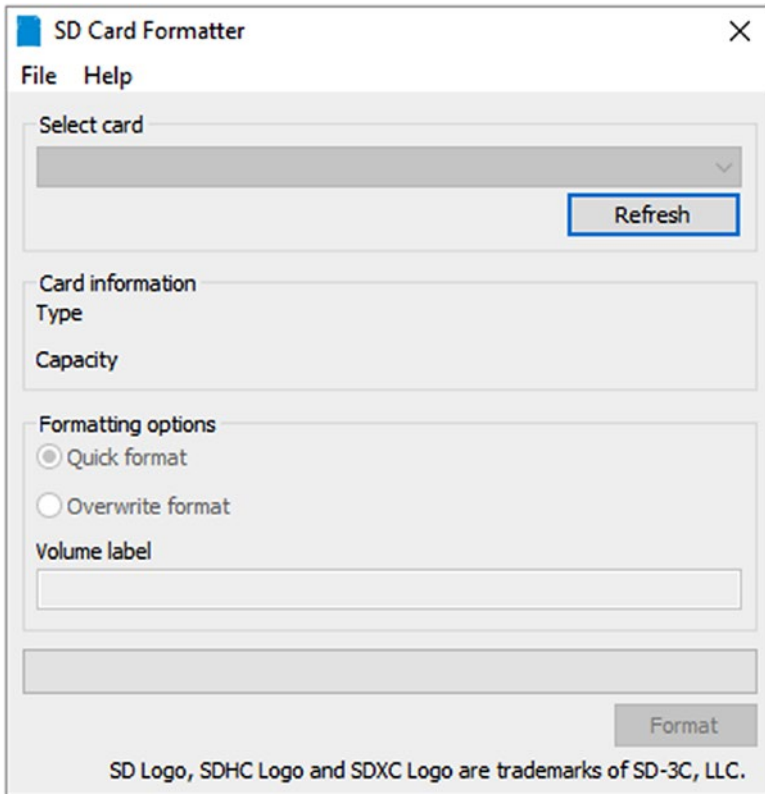 SD Card Formatter
File Help
Select card
Refresh
Card information
Type
Capacity
Formatting options
Quick format
Overwrite format
Volume label
Format
SD Logo, SDHC Logo and SDXC Logo are trademarks of SD-3C, LLC.